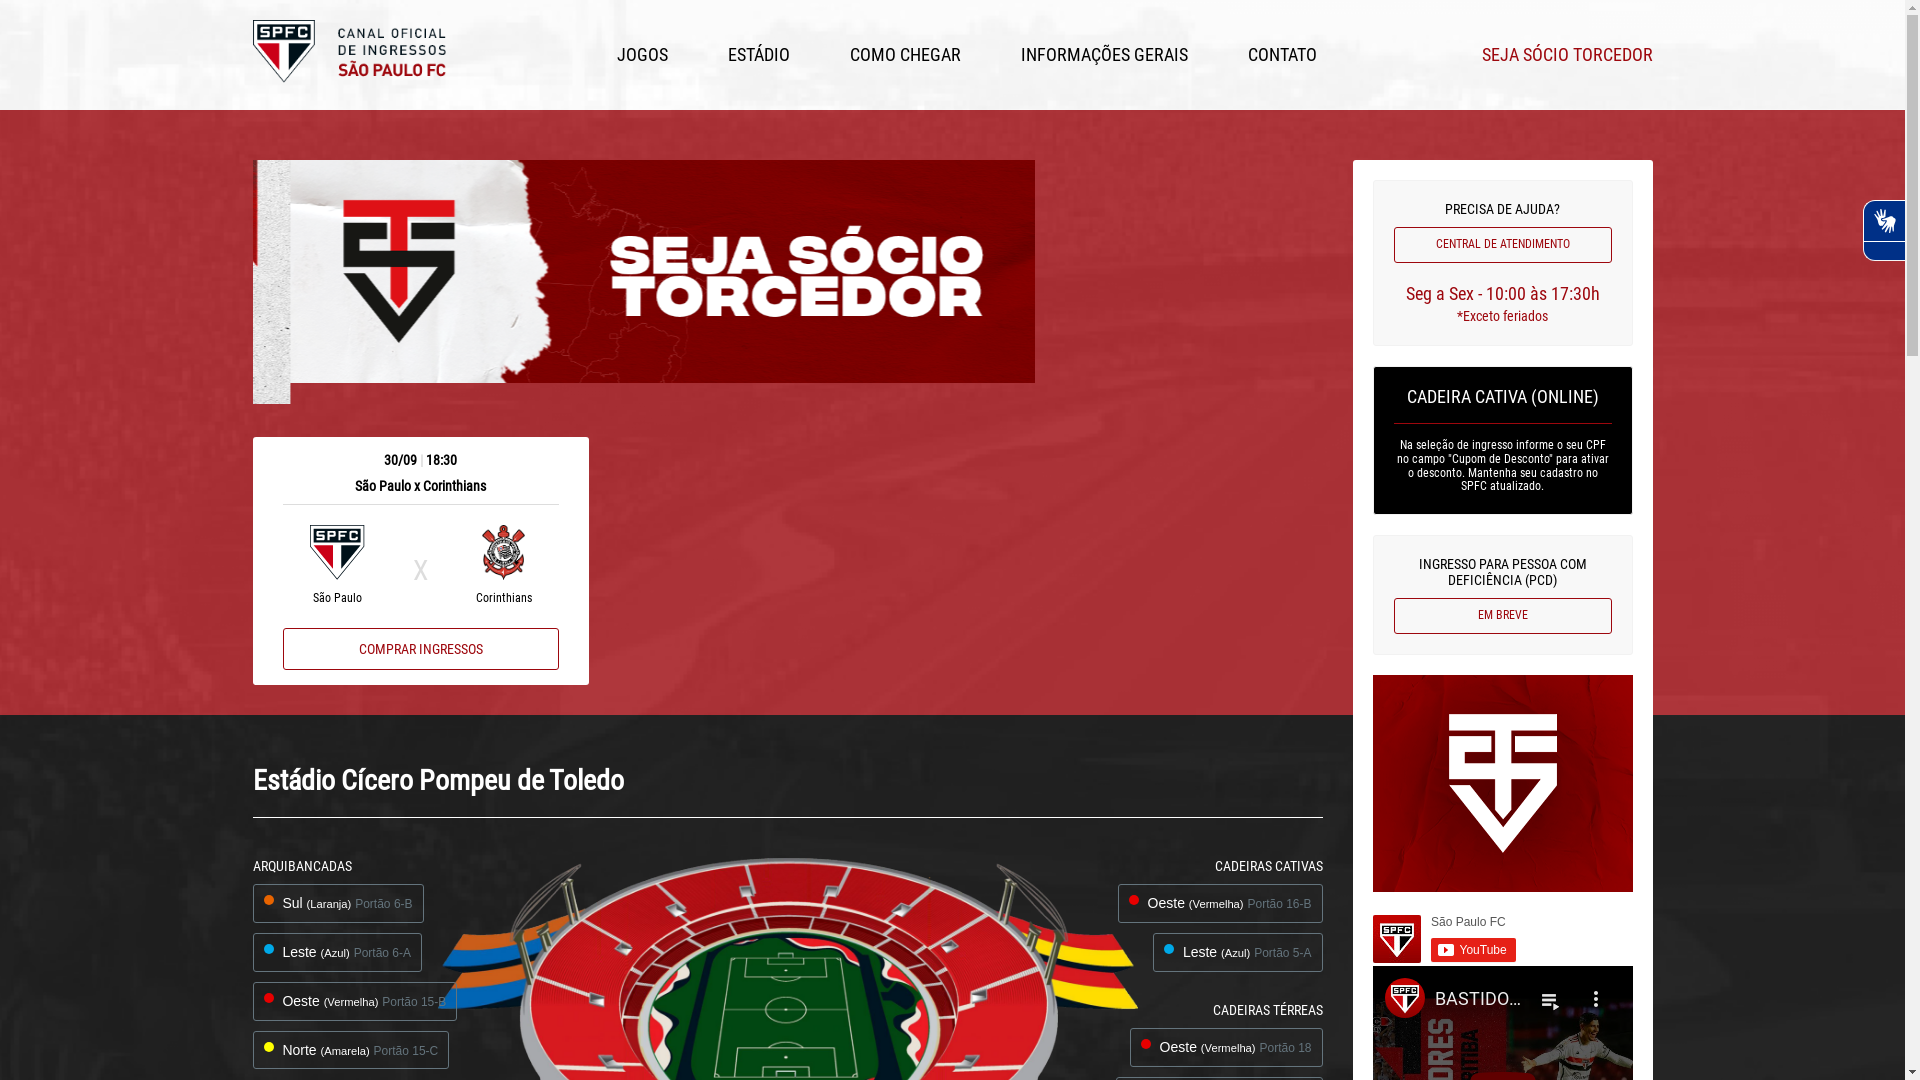 SPFC
CANAL OFICIAL
DE INGRESSOS
SÃO PAULO FC
JOGOS
ESTÁDIO
COMO CHEGAR
INFORMAÇÕES GERAIS
CONTATO
SEJA SÓCIO TORCEDOR
SEJA SÓCIO
TORCEDOR
PRECISA DE AJUDA?
CENTRAL DE ATENDIMENTO
Seg a Sex - 10:00 às 17:30h
*Exceto feriados
CADEIRA CATIVA (ONLINE)
Na seleção de ingresso informe o seu CPF
no campo "Cupom de Desconto" para ativar
o desconto. Mantenha seu cadastro no
SPFC atualizado.
30/09 | 18:30
São Paulo x Corinthians
SPFC
X
São Paulo
Corinthians
COMPRAR INGRESSOS
INGRESSO PARA PESSOA COM
DEFICIÊNCIA (PCD)
EM BREVE
Estádio Cícero Pompeu de Toledo
ARQUIBANCADAS
Sul (Laranja) Portão 6-B
Leste (Azul) Portão 6-A
Oeste (Vermelha) Portão 15-B
Norte (Amarela) Portão 15-C
CADEIRAS CATIVAS
Oeste (Vermelha) Portão 16-B
Leste (Azul) Portão 5-A
CADEIRAS TÉRREAS
Oeste (Vermelha) Portão 18
SPFC
São Paulo FC
YouTube
SPFC
BASTIDO...